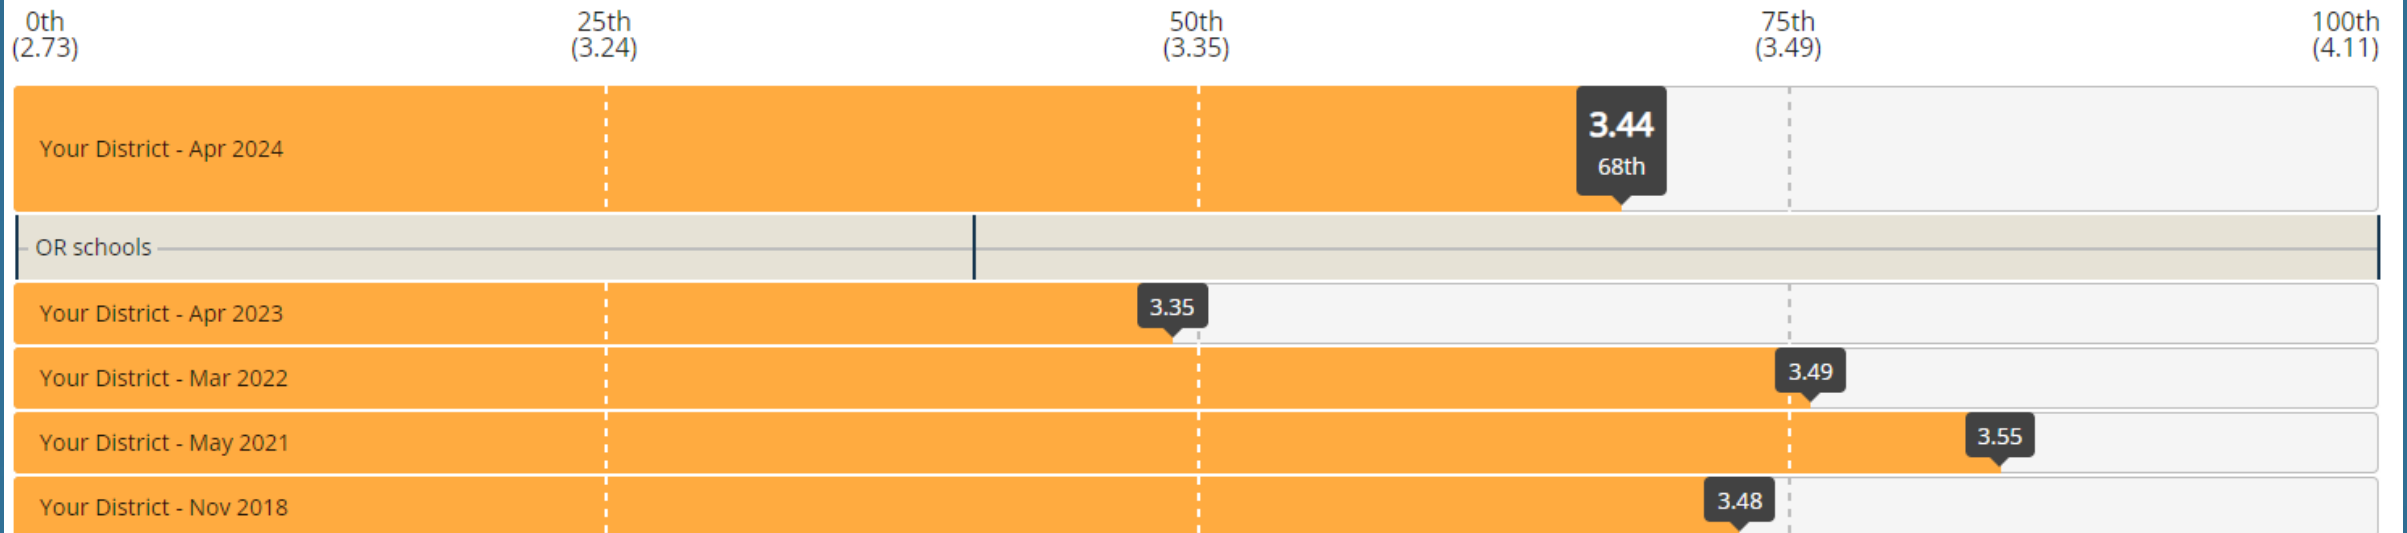 0th 25th 50th 75th 100th
(2.73) (3.24) (3.35) (3.49) (4.11)
Your District - Apr 2024
3.44
68th
OR schools
Your District - Apr 2023
3.35
Your District - Mar 2022
3.49
Your District - May 2021
3.55
Your District - Nov 2018
3.48